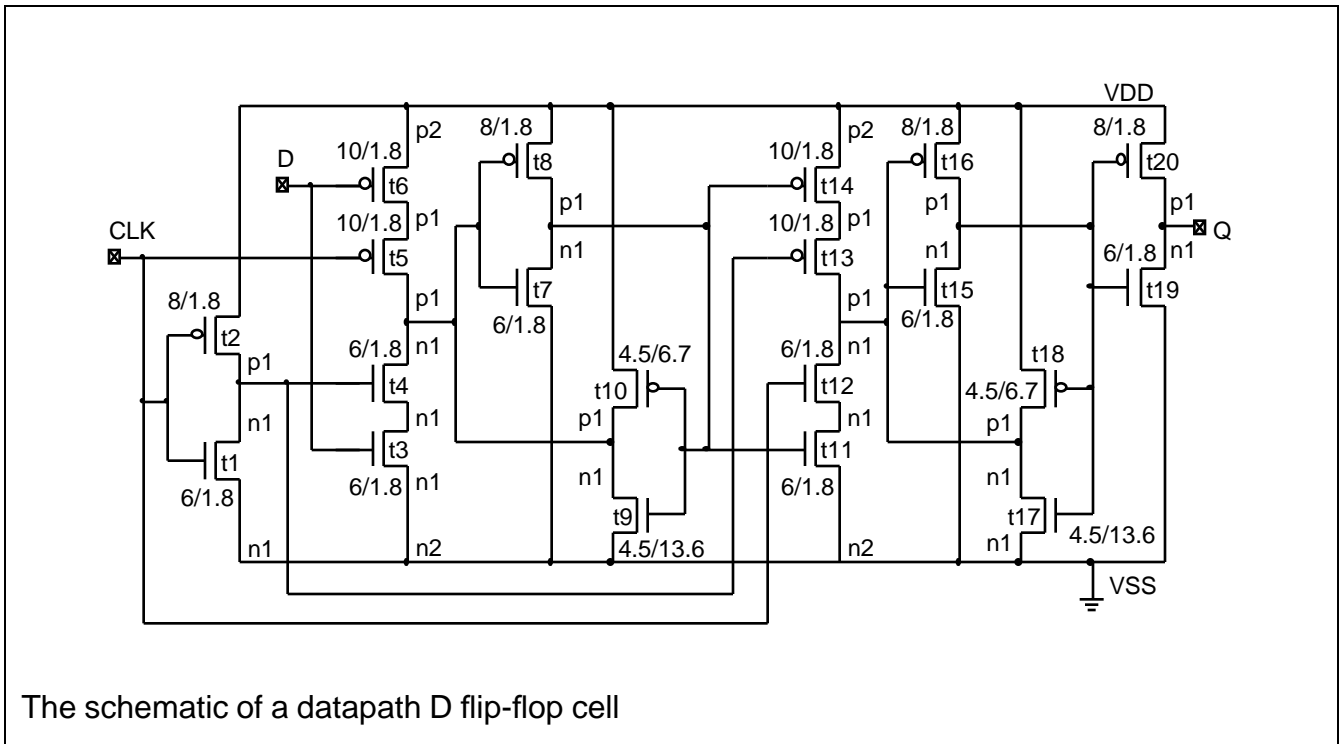 VDD
8/1.8
p2
8/1.8
p2
8/1.8
D
10/1.8
t8
10/1.8
t16
t20
t6
t14
10/1.8
p1
p1
10/1.8
p1
p1
p1
CLK
n1
n1
6/1.8
n1
Q
t5
t7
t13
t15
t19
8/1.8
p1
6/1.8
p1
6/1.8
t2
6/1.8
n1
4.5/6.7
6/1.8
n1
t18
p1
t4
t10
t12
4.5/6.7
n1
n1
p1
n1
p1
t1
t3
n1
t11
n1
6/1.8
6/1.8
n1
t9
6/1.8
t17
4.5/13.6
n1
n2
4.5/13.6
n2
n1
VSS
The schematic of a datapath D flip-flop cell